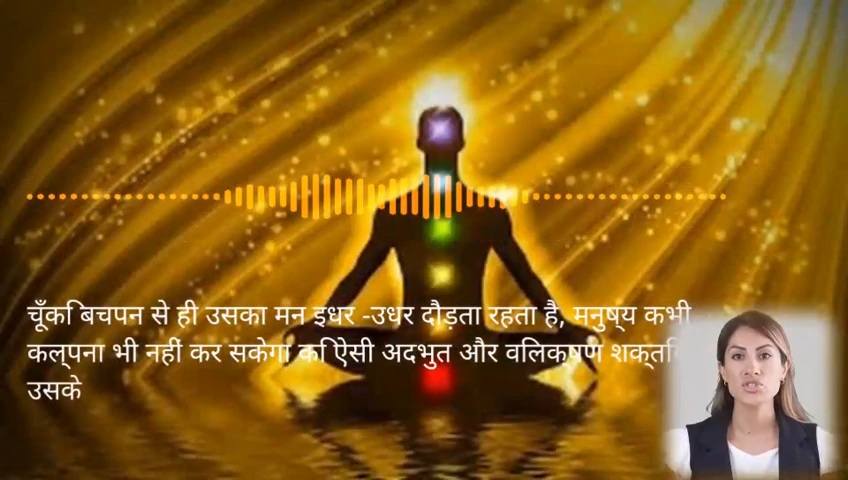 चूँकि बचपन से ही उसका मन इधर -उधर दौड़ता रहता है, मनुष्य कभी
कल्पना भी नहीं कर सकेगा कि ऐसी अदभुत और विलक्षण शक्ति
उसके